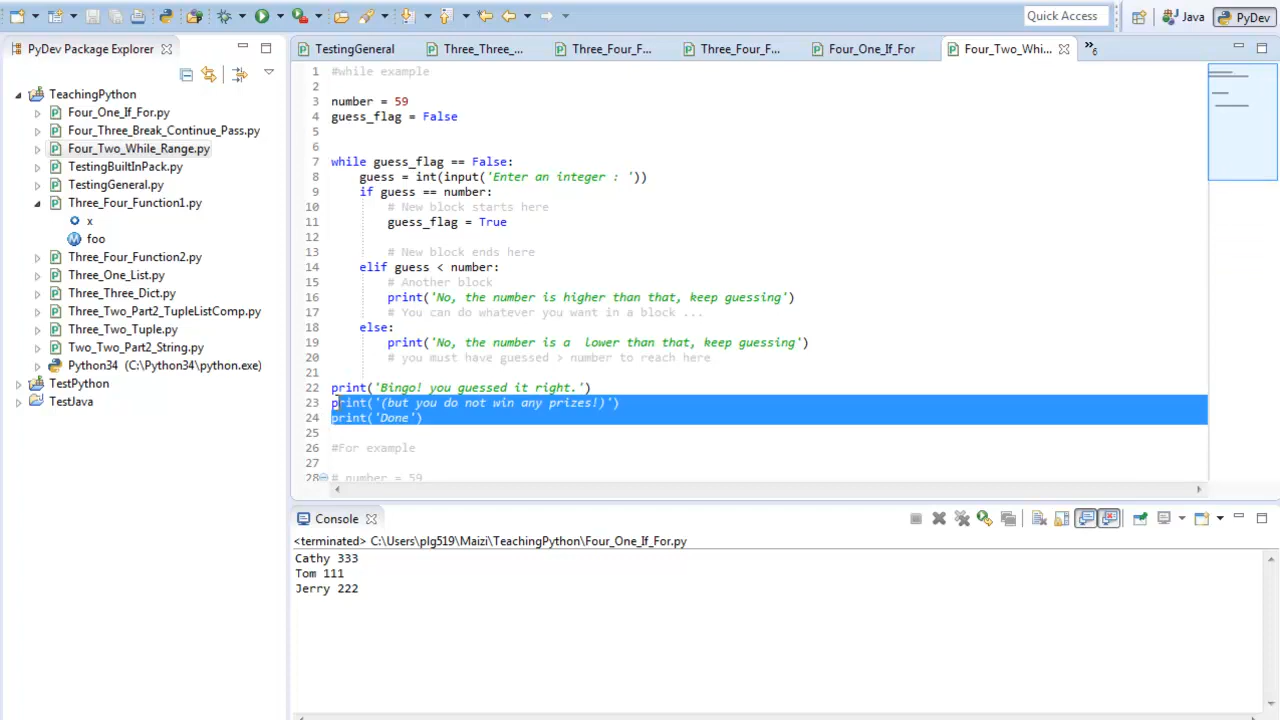 Quick Access
Java
PyDev
PyDev Package Explorer
TeachingPython
Four_One_If_For.py
Four_Three_Break_Continue_Pass.py
Four_Two_While_Range.py
TestingBuiltInPack.py
TestingGeneral.py
Three_Four_Function1.py
x
foo
Three_Four_Function2.py
Three_One_List.py
Three_Three_Dict.py
Three_Two_Part2_TupleListComp.py
Three_Two_Tuple.py
Two_Two_Part2_String.py
Python34 (C:\Python34\python.exe)
TestPython
TestJava
TestingGeneral
Three_Three_...
Three_Four_F...
Three_Four_F...
Four_One_If_For
Four_Two_Whi...
»6
1 #while example
2
3 number = 59
4 guess_flag = False
5
6
7 while guess_flag == False:
8 guess = int(input('Enter an integer : '))
9 if guess == number:
10 # New block starts here
11 guess_flag = True
12
13 # New block ends here
14 elif guess < number:
15 # Another block
16 print('No, the number is higher than that, keep guessing')
17 # You can do whatever you want in a block ...
18 else:
19 print('No, the number is a  lower than that, keep guessing')
20 # you must have guessed > number to reach here
21
22 print('Bingo! you guessed it right.')
23 print('(but you do not win any prizes!)')
24 print('Done')
25
26 #For example
27
28 # number = 59
Console
<terminated> C:\Users\plg519\Maizi\TeachingPython\Four_One_If_For.py
Cathy 333
Tom 111
Jerry 222